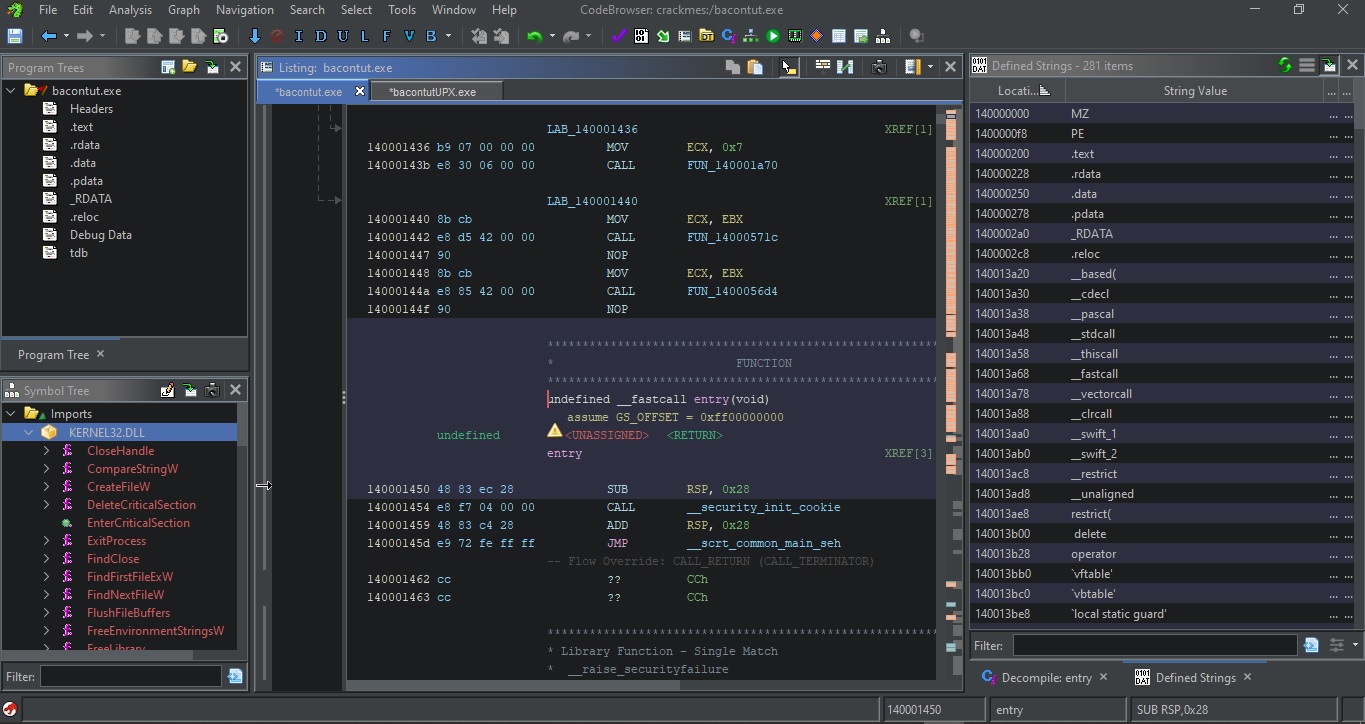 File Edit Analysis Graph Navigation Search Select Tools Window Help CodeBrowser: crackmes:/bacontut.exe
I D U L F V B
Program Trees
bacontut.exe
Headers
.text
.rdata
.data
.pdata
_RDATA
.reloc
Debug Data
tdb
Program Tree
Symbol Tree
Imports
KERNEL32.DLL
CloseHandle
CompareStringW
CreateFileW
DeleteCriticalSection
EnterCriticalSection
ExitProcess
FindClose
FindFirstFileExW
FindNextFileW
FlushFileBuffers
FreeEnvironmentStringsW
FreeLibrary
Filter:
Listing: bacontut.exe
*bacontut.exe *bacontutUPX.exe
LAB_140001436 XREF[1]
140001436 b9 07 00 00 00 MOV ECX, 0x7
14000143b e8 30 06 00 00 CALL FUN_140001a70
LAB_140001440 XREF[1]
140001440 8b cb MOV ECX, EBX
140001442 e8 d5 42 00 00 CALL FUN_14000571c
140001447 90 NOP
140001448 8b cb MOV ECX, EBX
14000144a e8 85 42 00 00 CALL FUN_1400056d4
14000144f 90 NOP
*******************************************************
* FUNCTION
*******************************************************
undefined __fastcall entry(void)
assume GS_OFFSET = 0xff00000000
undefined <UNASSIGNED> <RETURN>
entry XREF[3]
140001450 48 83 ec 28 SUB RSP, 0x28
140001454 e8 f7 04 00 00 CALL __security_init_cookie
140001459 48 83 c4 28 ADD RSP, 0x28
14000145d e9 72 fe ff ff JMP __scrt_common_main_seh
-- Flow Override: CALL_RETURN (CALL_TERMINATOR)
140001462 cc ?? CCh
140001463 cc ?? CCh
*******************************************************
* Library Function - Single Match
* __raise_securityfailure
Defined Strings - 281 items
Locati... String Value ... ...
140000000 MZ ... ...
1400000f8 PE ... ...
140000200 .text ... ...
140000228 .rdata ... ...
140000250 .data ... ...
140000278 .pdata ... ...
1400002a0 _RDATA ... ...
1400002c8 .reloc ... ...
140013a20 __based( ... ...
140013a30 __cdecl ... ...
140013a38 __pascal ... ...
140013a48 __stdcall ... ...
140013a58 __thiscall ... ...
140013a68 __fastcall ... ...
140013a78 __vectorcall ... ...
140013a88 __clrcall ... ...
140013aa0 __swift_1 ... ...
140013ab0 __swift_2 ... ...
140013ac8 __restrict ... ...
140013ad8 __unaligned ... ...
140013ae8 restrict( ... ...
140013b00 delete ... ...
140013b28 operator ... ...
140013bb0 `vftable' ... ...
140013bc0 `vbtable' ... ...
140013be8 `local static guard' ... ...
Filter:
Decompile: entry Defined Strings
140001450 entry SUB RSP,0x28